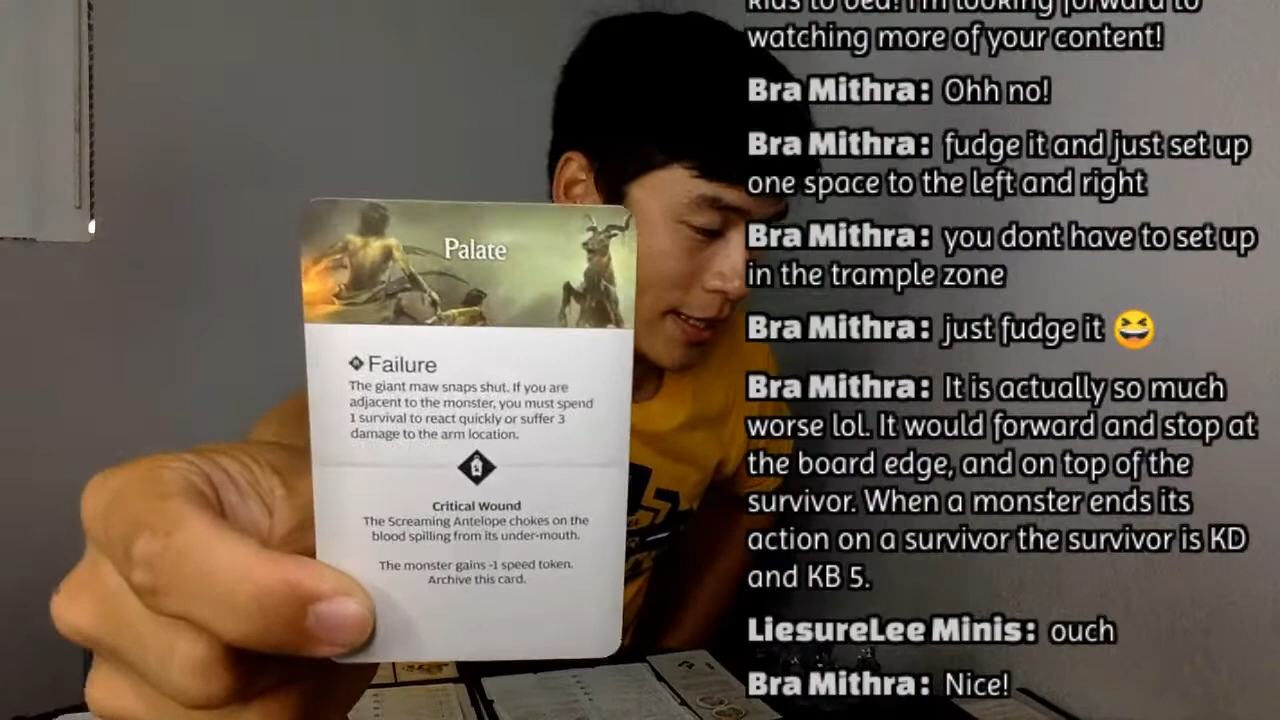 Palate
Failure
The giant maw snaps shut. If you are
adjacent to the monster, you must spend
1 survival to react quickly or suffer 3
damage to the arm location.
Critical Wound
The Screaming Antelope chokes on the
blood spilling from its under-mouth.
The monster gains -1 speed token.
Archive this card.
kids to bed! I'm looking forward to
watching more of your content!
Bra Mithra: Ohh no!
Bra Mithra: fudge it and just set up
one space to the left and right
Bra Mithra: you dont have to set up
in the trample zone
Bra Mithra: just fudge it 😆
Bra Mithra: It is actually so much
worse lol. It would forward and stop at
the board edge, and on top of the
survivor. When a monster ends its
action on a survivor the survivor is KD
and KB 5.
LiesureLee Minis: ouch
Bra Mithra: Nice!